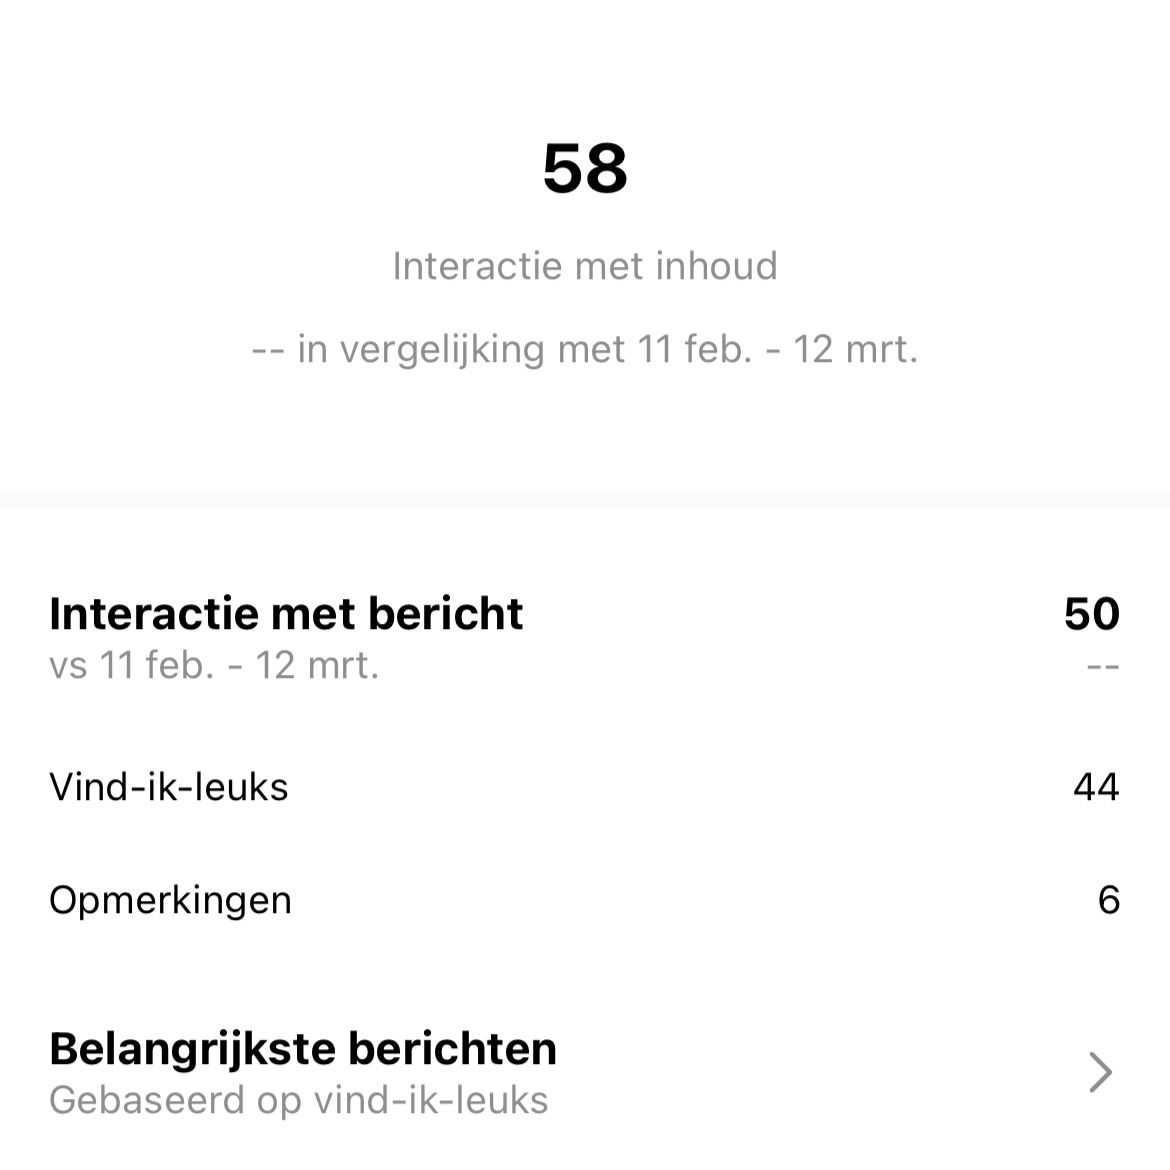 58
Interactie met inhoud
-- in vergelijking met 11 feb. - 12 mrt.
Interactie met bericht 50
vs 11 feb. - 12 mrt. --
Vind-ik-leuks 44
Opmerkingen 6
Belangrijkste berichten
Gebaseerd op vind-ik-leuks